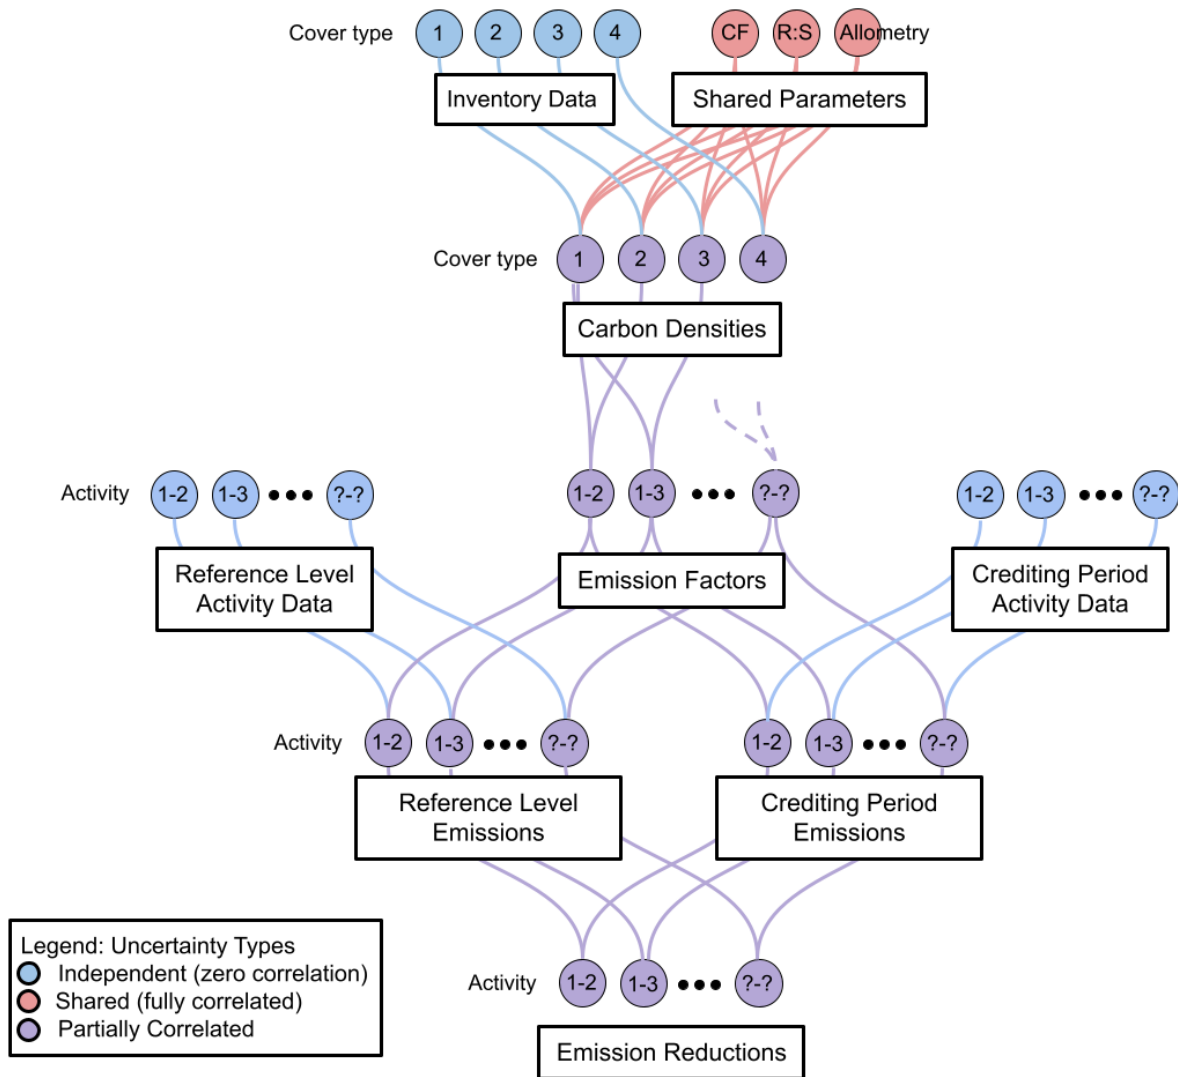 Cover type 1 2 3 4 CF R:S Allometry
Inventory Data Shared Parameters
Cover type 1 2 3 4
Carbon Densities
Activity 1-2 1-3 ••• ?-? 1-2 1-3 ••• ?-? 1-2 1-3 ••• ?-?
Reference Level
Activity Data
Emission Factors
Crediting Period
Activity Data
Activity 1-2 1-3 ••• ?-? 1-2 1-3 ••• ?-?
Reference Level
Emissions
Crediting Period
Emissions
Legend: Uncertainty Types
Independent (zero correlation)
Shared (fully correlated)
Partially Correlated
Activity 1-2 1-3 ••• ?-?
Emission Reductions